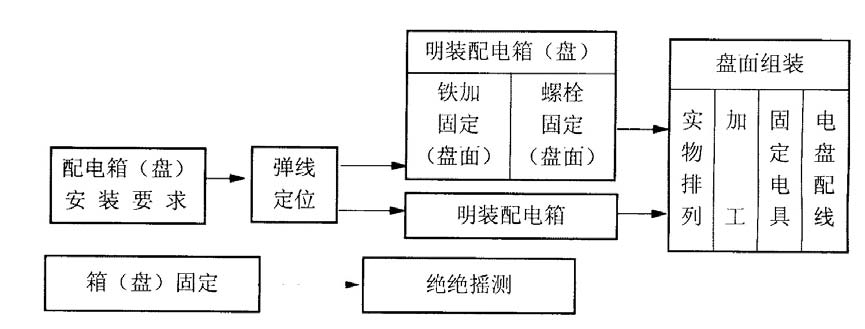 配电箱（盘）
安装要求
弹线
定位
明装配电箱（盘）
铁加
固定
（盘面）
螺栓
固定
（盘面）
明装配电箱
盘面组装
实物排列
加工
固定电具
电盘配线
箱（盘）固定
绝绝摇测